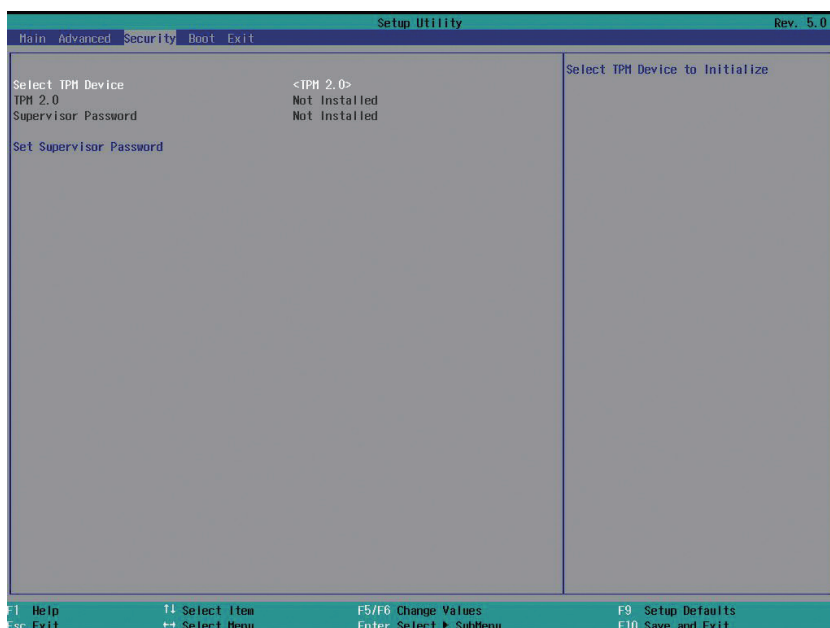 Setup Utility Rev. 5.0
Main Advanced Security Boot Exit
Select TPM Device to Initialize
Select TPM Device <TPM 2.0>
TPM 2.0 Not Installed
Supervisor Password Not Installed
Set Supervisor Password
F1 Help ↑↓ Select Item F5/F6 Change Values F9 Setup Defaults
Esc Exit ↔ Select Menu Enter Select ▶ SubMenu F10 Save and Exit